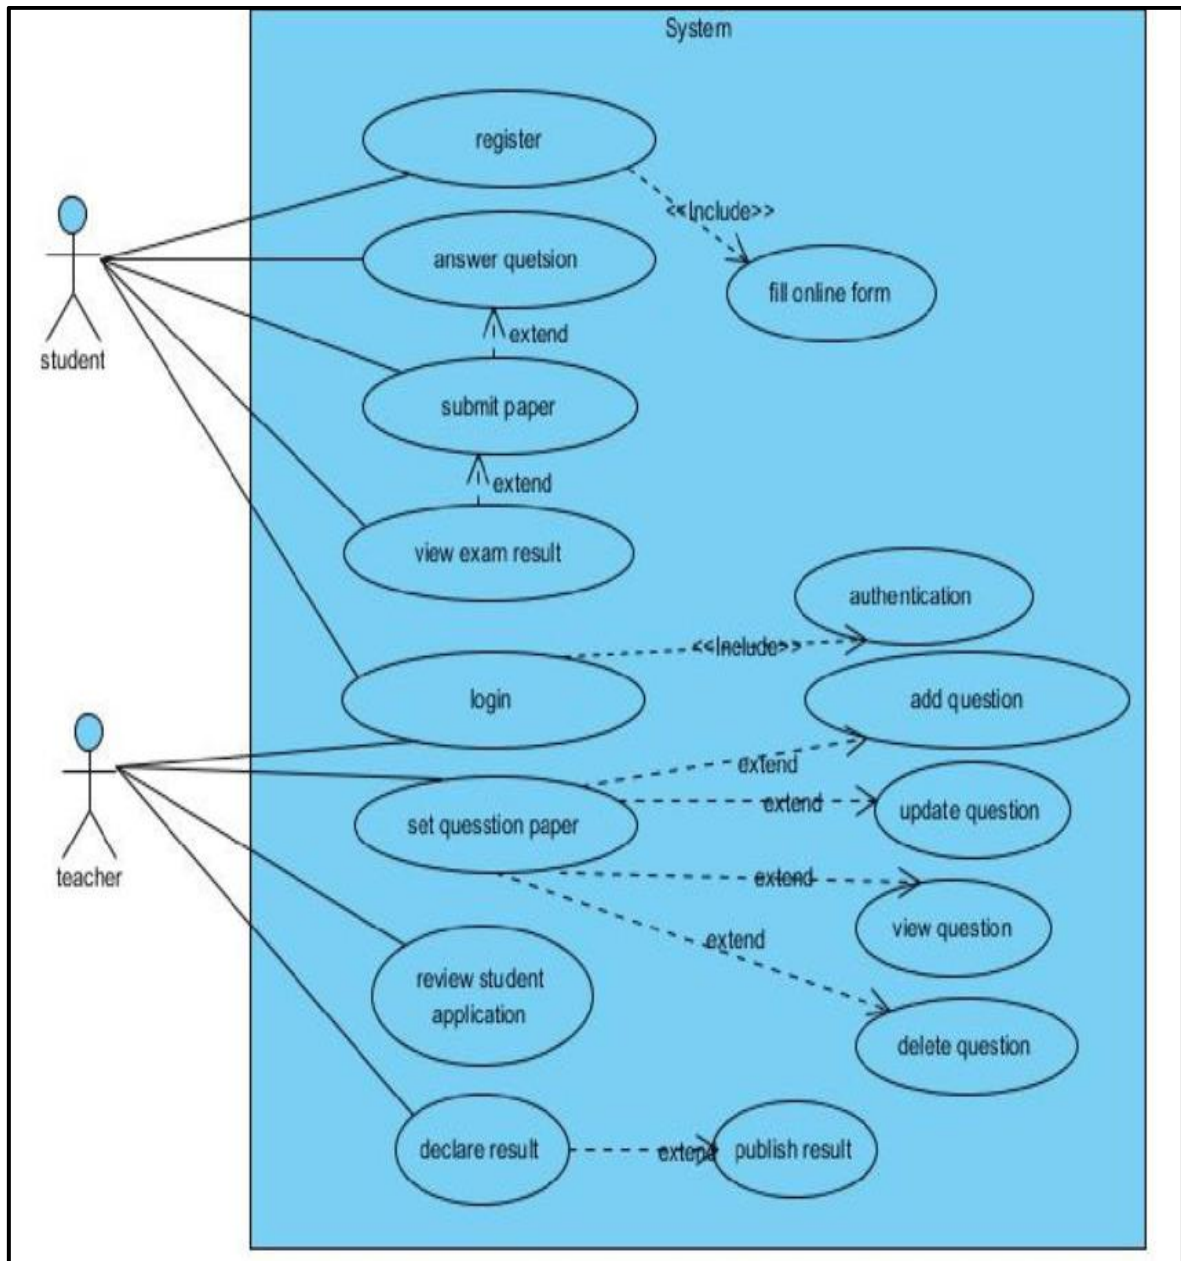 System
register
<<Include>>
answer quetsion
fill online form
extend
student
submit paper
extend
view exam result
authentication
<<Include>>
login
add question
extend
extend
update question
set quesstion paper
teacher
extend
view question
extend
review student
application
delete question
declare result
extend
publish result